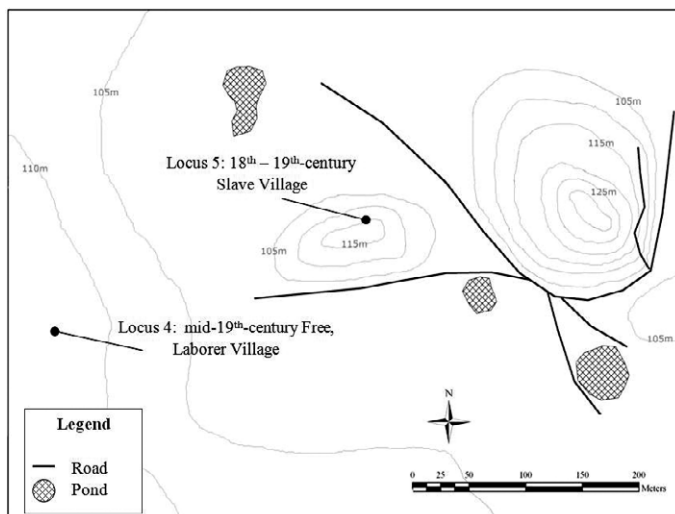 105m
105m
110m
115m
Locus 5: 18th – 19th-century
Slave Village
125m
105m
115m
105m
Locus 4: mid-19th-century Free,
Laborer Village
N
Legend
Road
Pond
0 25 50 100 150 200
Meters